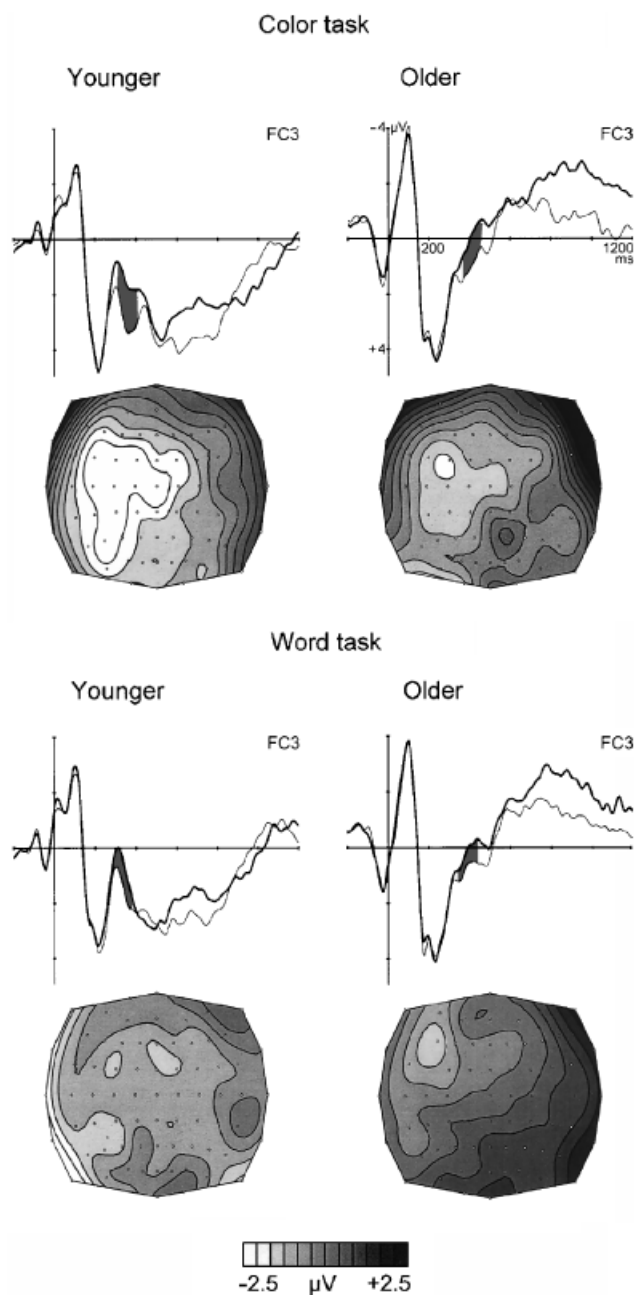 Color task
Younger Older
FC3 -4 µV FC3
200 1200
ms
+4
Word task
Younger Older
FC3 FC3
-2.5 µV +2.5